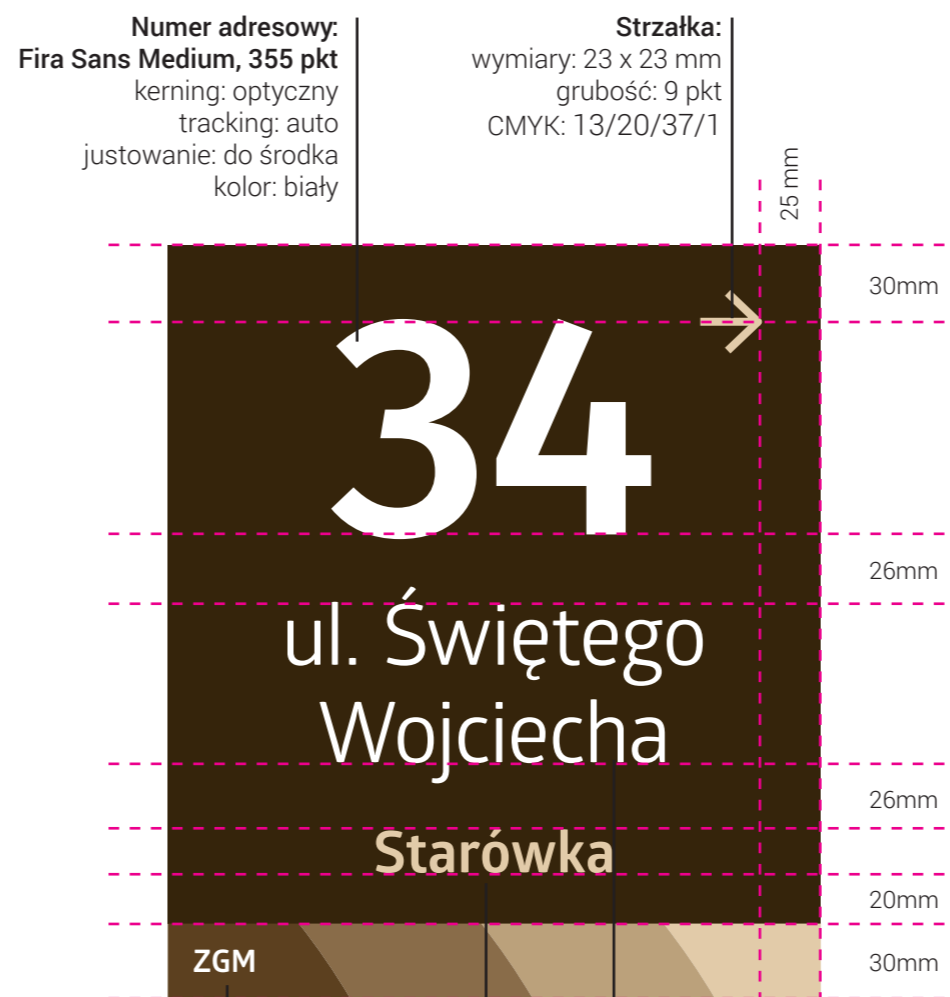 Numer adresowy:
Fira Sans Medium, 355 pkt
kerning: optyczny
tracking: auto
justowanie: do środka
kolor: biały
Strzałka:
wymiary: 23 x 23 mm
grubość: 9 pkt
CMYK: 13/20/37/1
25 mm
30mm
34
26mm
ul. Świętego
Wojciecha
26mm
Starówka
20mm
ZGM
30mm